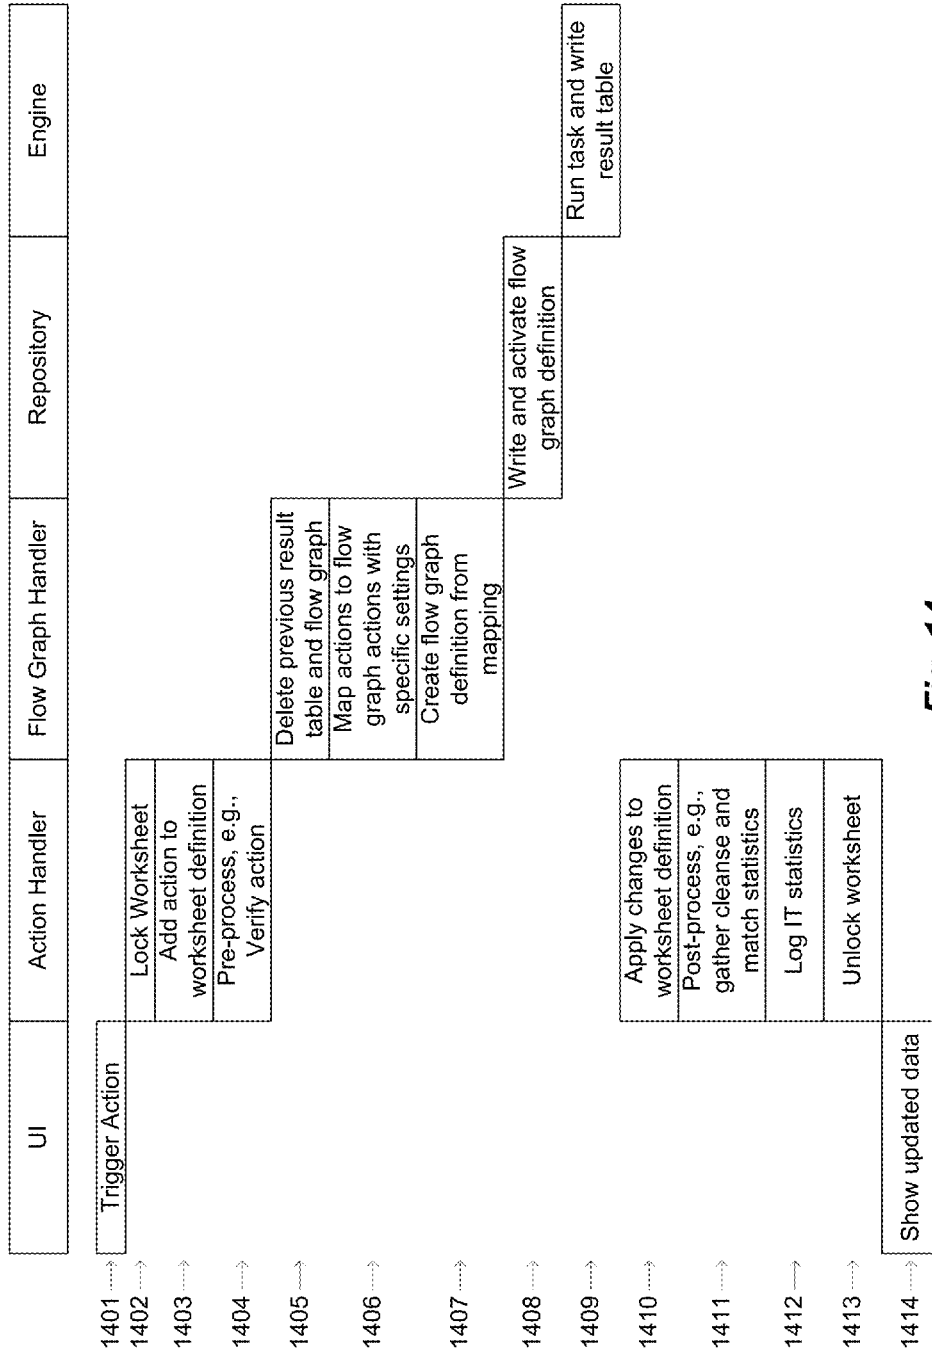 UI
Action Handler
Flow Graph Handler
Repository
Engine
1401
Trigger Action
1402
Lock Worksheet
1403
Add action to
worksheet definition
1404
Pre-process, e.g.,
Verify action
1405
Delete previous result
table and flow graph
1406
Map actions to flow
graph actions with
specific settings
1407
Create flow graph
definition from
mapping
1408
Write and activate flow
graph definition
1409
Run task and write
result table
1410
Apply changes to
worksheet definition
1411
Post-process, e.g.,
gather cleanse and
match statistics
1412
Log IT statistics
1413
Unlock worksheet
1414
Show updated data